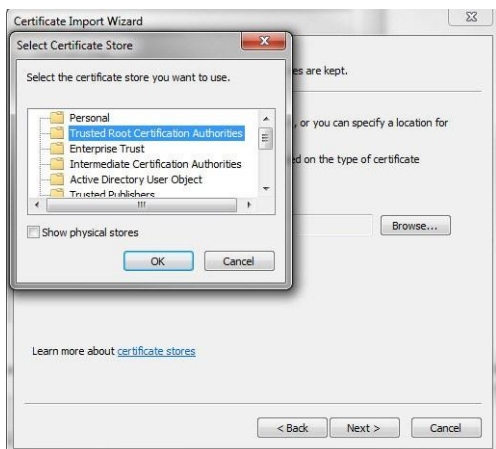 Certificate Import Wizard
Select Certificate Store
Select the certificate store you want to use.
Personal
Trusted Root Certification Authorities
Enterprise Trust
Intermediate Certification Authorities
Active Directory User Object
Trusted Publishers
Show physical stores
OK Cancel
es are kept.
, or you can specify a location for
ed on the type of certificate
Browse...
Learn more about certificate stores
< Back Next > Cancel